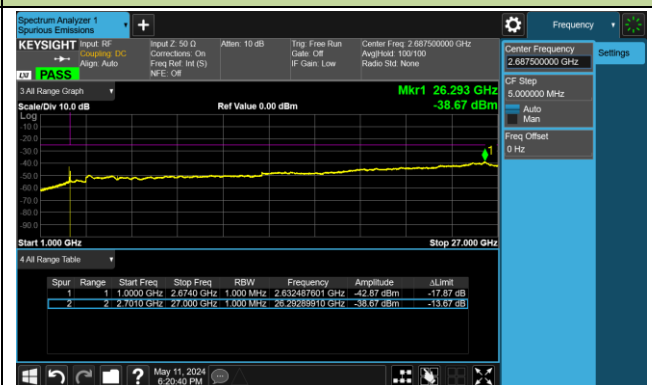 Spectrum Analyzer 1
Spurious Emissions
Frequency
KEYSIGHT
Input: RF
Coupling: DC
Align: Auto
Input Z: 50 Ω
Corrections: On
Freq Ref: Int (S)
NFE: Off
Atten: 10 dB
Trig: Free Run
Gate: Off
IF Gain: Low
Center Freq: 2.687500000 GHz
Avg|Hold: 100/100
Radio Std: None
LXI
PASS
Center Frequency
2.687500000 GHz
Settings
CF Step
5.000000 MHz
Auto
Man
Freq Offset
0 Hz
3 All Range Graph
Mkr1 26.293 GHz
-38.67 dBm
Scale/Div 10.0 dB
Ref Value 0.00 dBm
Log
-10.0
-20.0
-30.0
-40.0
-50.0
-60.0
-70.0
-80.0
-90.0
1
Start 1.000 GHz
Stop 27.000 GHz
4 All Range Table
Spur Range Start Freq Stop Freq RBW Frequency Amplitude ΔLimit
1 1 1.0000 GHz 2.6740 GHz 1.000 MHz 2.632487601 GHz -42.87 dBm -17.87 dB
2 2 2.7010 GHz 27.000 GHz 1.000 MHz 26.29289910 GHz -38.67 dBm -13.67 dB
May 11, 2024
6:20:40 PM